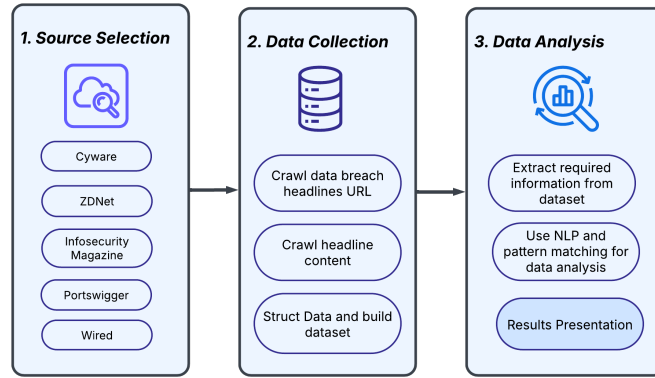 1. Source Selection
Cyware
ZDNet
Infosecurity
Magazine
Portswigger
Wired
2. Data Collection
Crawl data breach
headlines URL
Crawl headline
content
Struct Data and build
dataset
3. Data Analysis
Extract required
information from
dataset
Use NLP and
pattern matching for
data analysis
Results Presentation